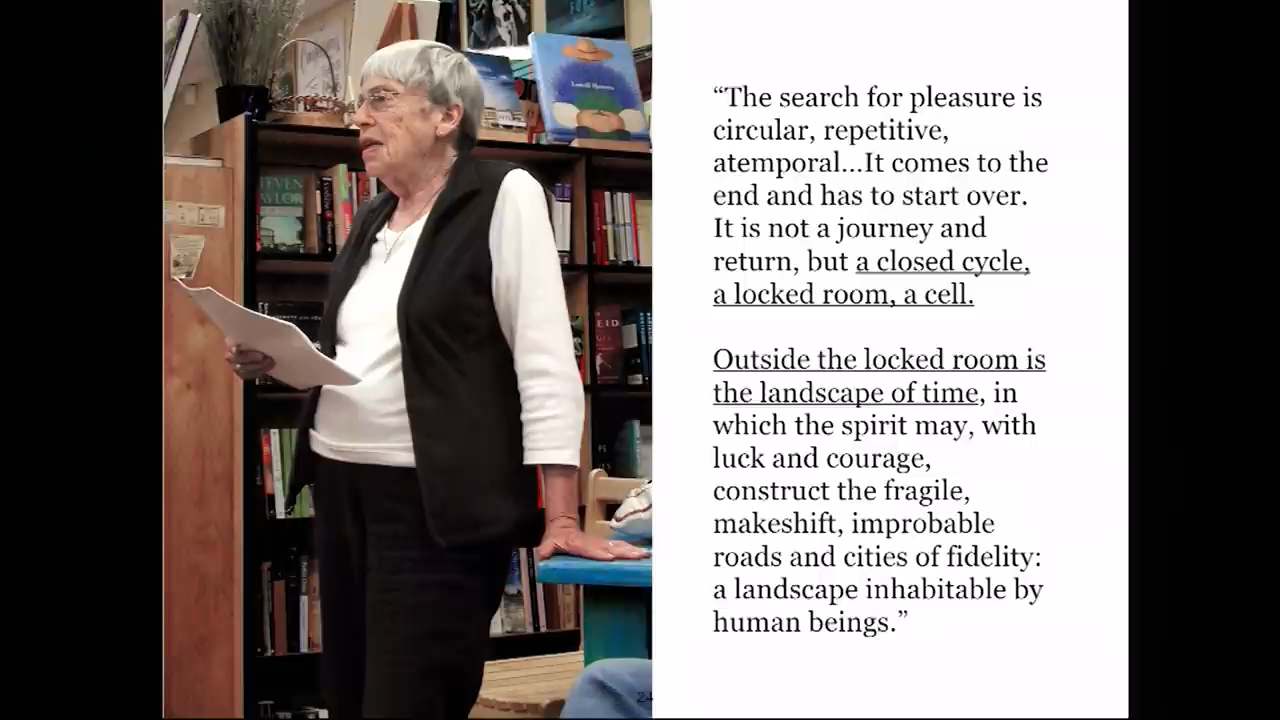 “The search for pleasure is
circular, repetitive,
atemporal...It comes to the
end and has to start over.
It is not a journey and
return, but a closed cycle,
a locked room, a cell.
Outside the locked room is
the landscape of time, in
which the spirit may, with
luck and courage,
construct the fragile,
makeshift, improbable
roads and cities of fidelity:
a landscape inhabitable by
human beings.”